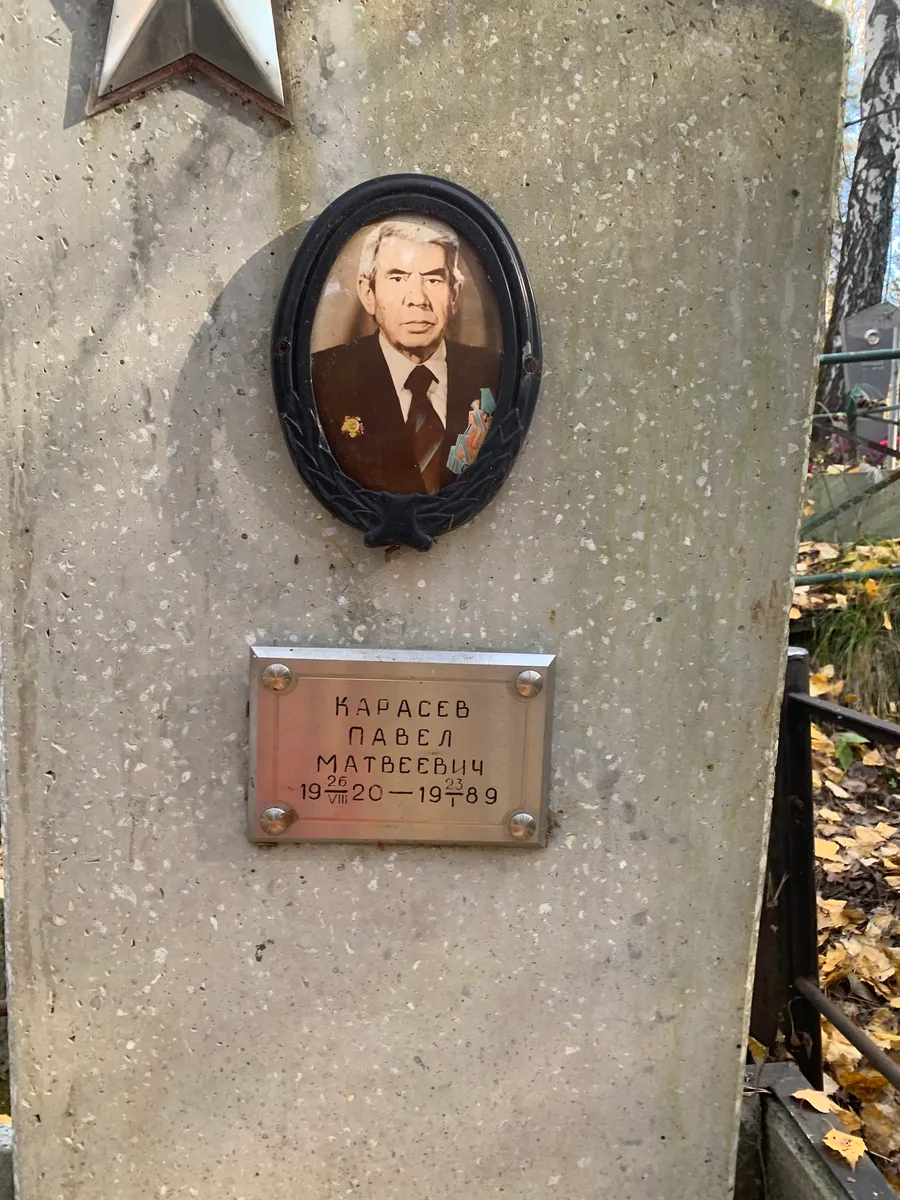 КАРАСЕВ
ПАВЕЛ
МАТВЕЕВИЧ
19 26/VIII 20 — 19 23/I 89